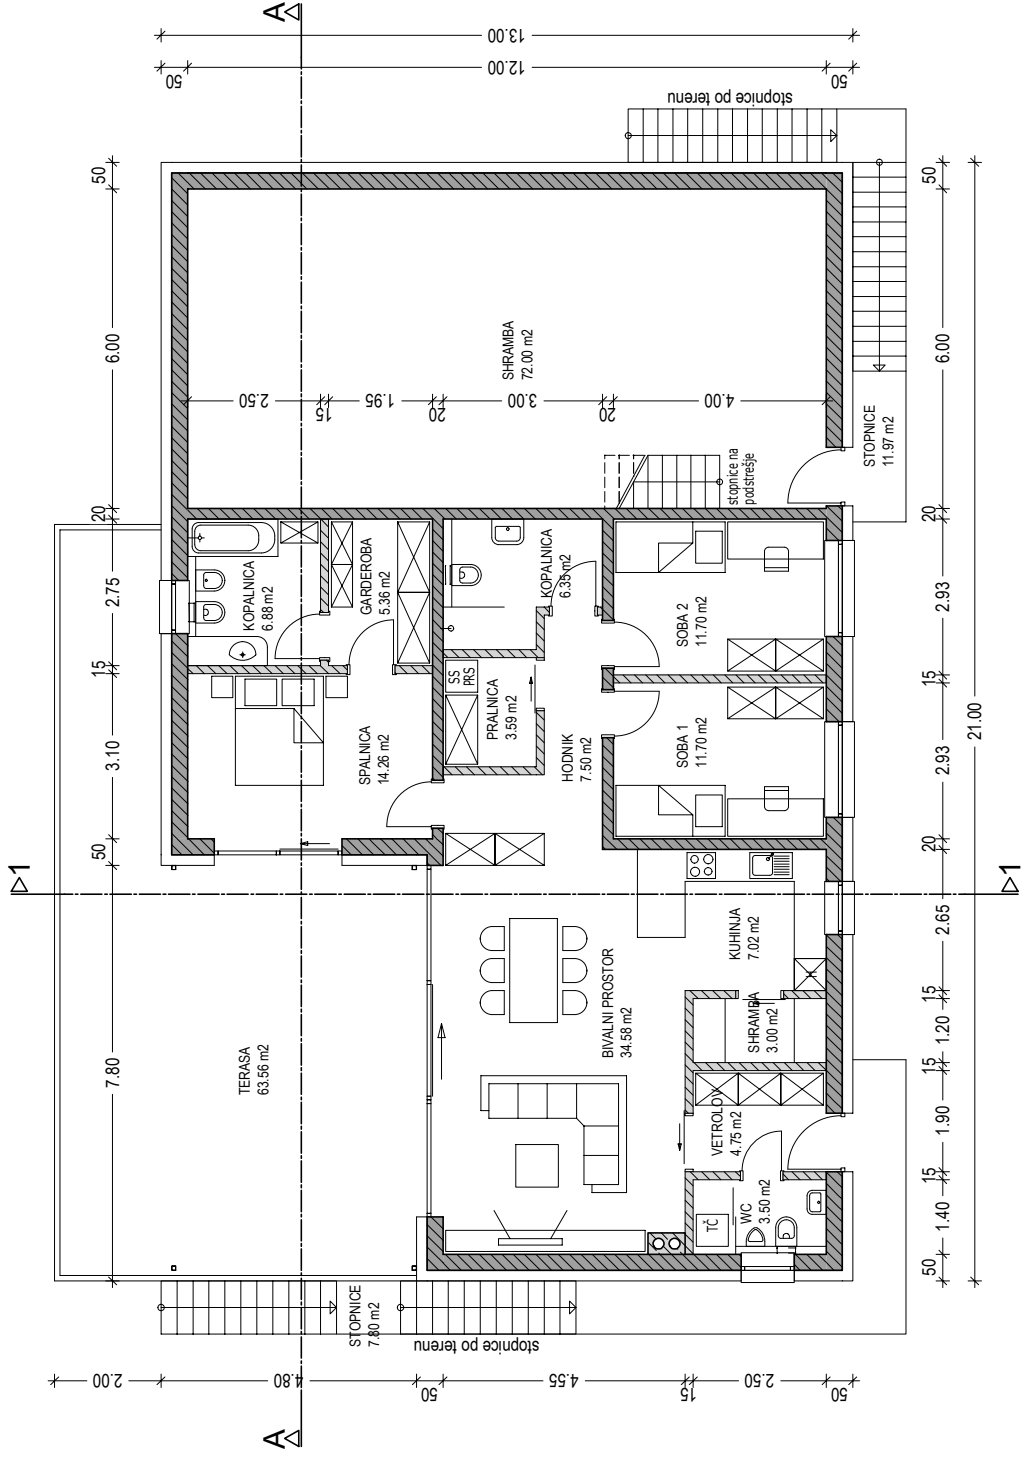 A
A
1
1
13.00
50
12.00
50
stopnice po terenu
50
6.00
20
2.75
15
3.10
50
7.80
50
6.00
20
2.93
15
2.93
20
2.65
15
1.20
15
1.90
15
1.40
50
21.00
2.00
4.80
50
4.55
15
2.50
50
2.50
15
1.95
20
3.00
20
4.00
SHRAMBA
72.00 m2
stopnice na
podstrešje
STOPNICE
11.97 m2
KOPALNICA
6.88 m2
GARDEROBA
5.36 m2
KOPALNICA
6.35 m2
SOBA 2
11.70 m2
SPALNICA
14.26 m2
SS
PRS
PRALNICA
3.59 m2
HODNIK
7.50 m2
SOBA 1
11.70 m2
TERASA
63.56 m2
BIVALNI PROSTOR
34.58 m2
KUHINJA
7.02 m2
H
SHRAMBA
3.00 m2
VETROLOV
4.75 m2
WC
3.50 m2
TČ
STOPNICE
7.80 m2
stopnice po terenu